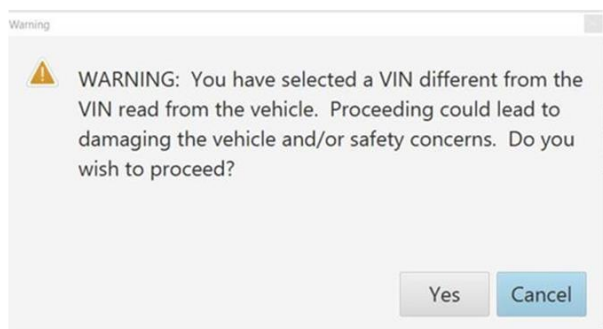 Warning
WARNING: You have selected a VIN different from the
VIN read from the vehicle. Proceeding could lead to
damaging the vehicle and/or safety concerns. Do you
wish to proceed?
Yes Cancel